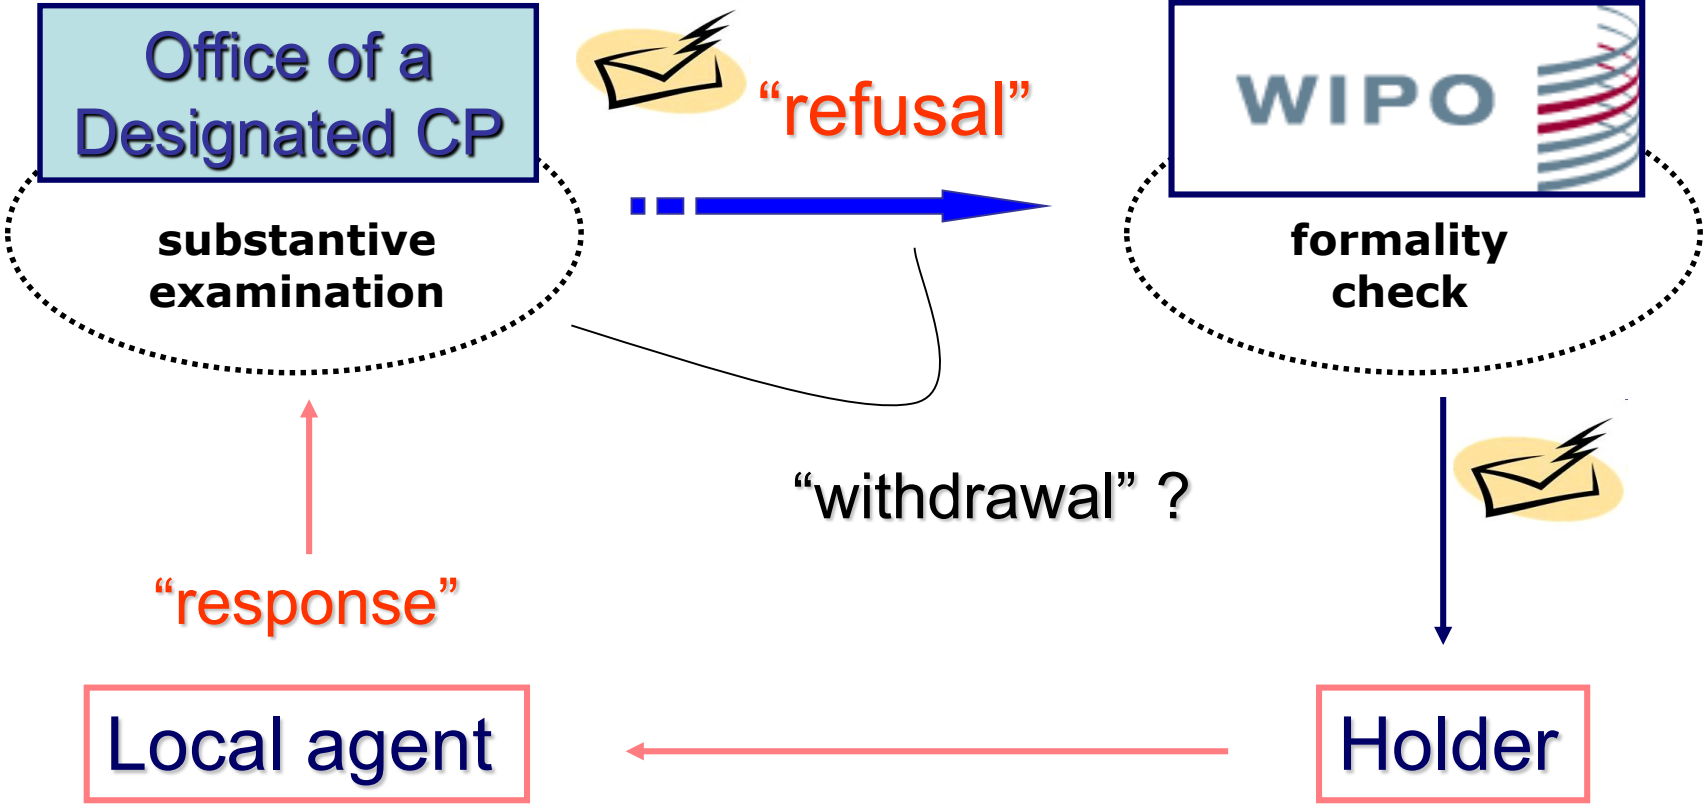 Office of a
Designated CP
“refusal”
WIPO
substantive
examination
formality
check
“withdrawal” ?
“response”
Local agent
Holder